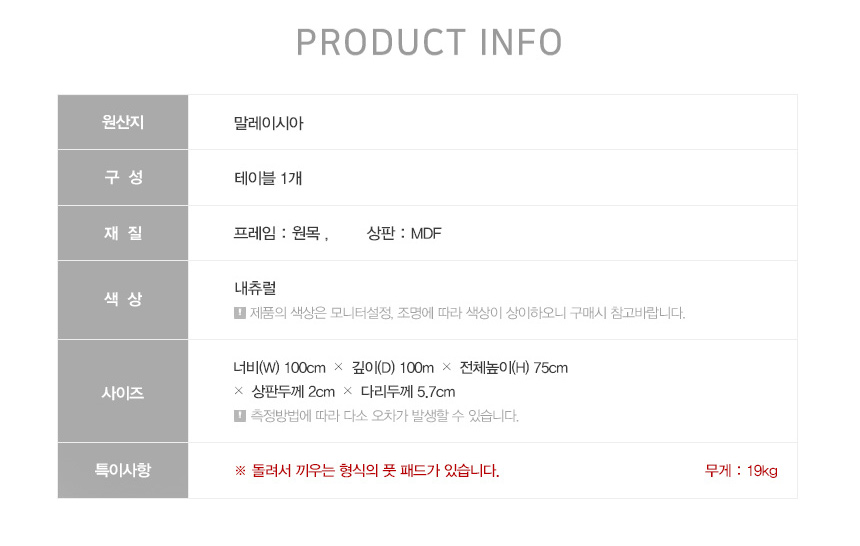 PRODUCT INFO
원산지 말레이시아
구 성 테이블 1개
재 질 프레임 : 원목 , 상판 : MDF
색 상 내츄럴
! 제품의 색상은 모니터설정, 조명에 따라 색상이 상이하오니 구매시 참고바랍니다.
사이즈 너비(W) 100cm × 깊이(D) 100m × 전체높이(H) 75cm
× 상판두께 2cm × 다리두께 5.7cm
! 측정방법에 따라 다소 오차가 발생할 수 있습니다.
특이사항 ※ 돌려서 끼우는 형식의 풋 패드가 있습니다. 무게 : 19kg